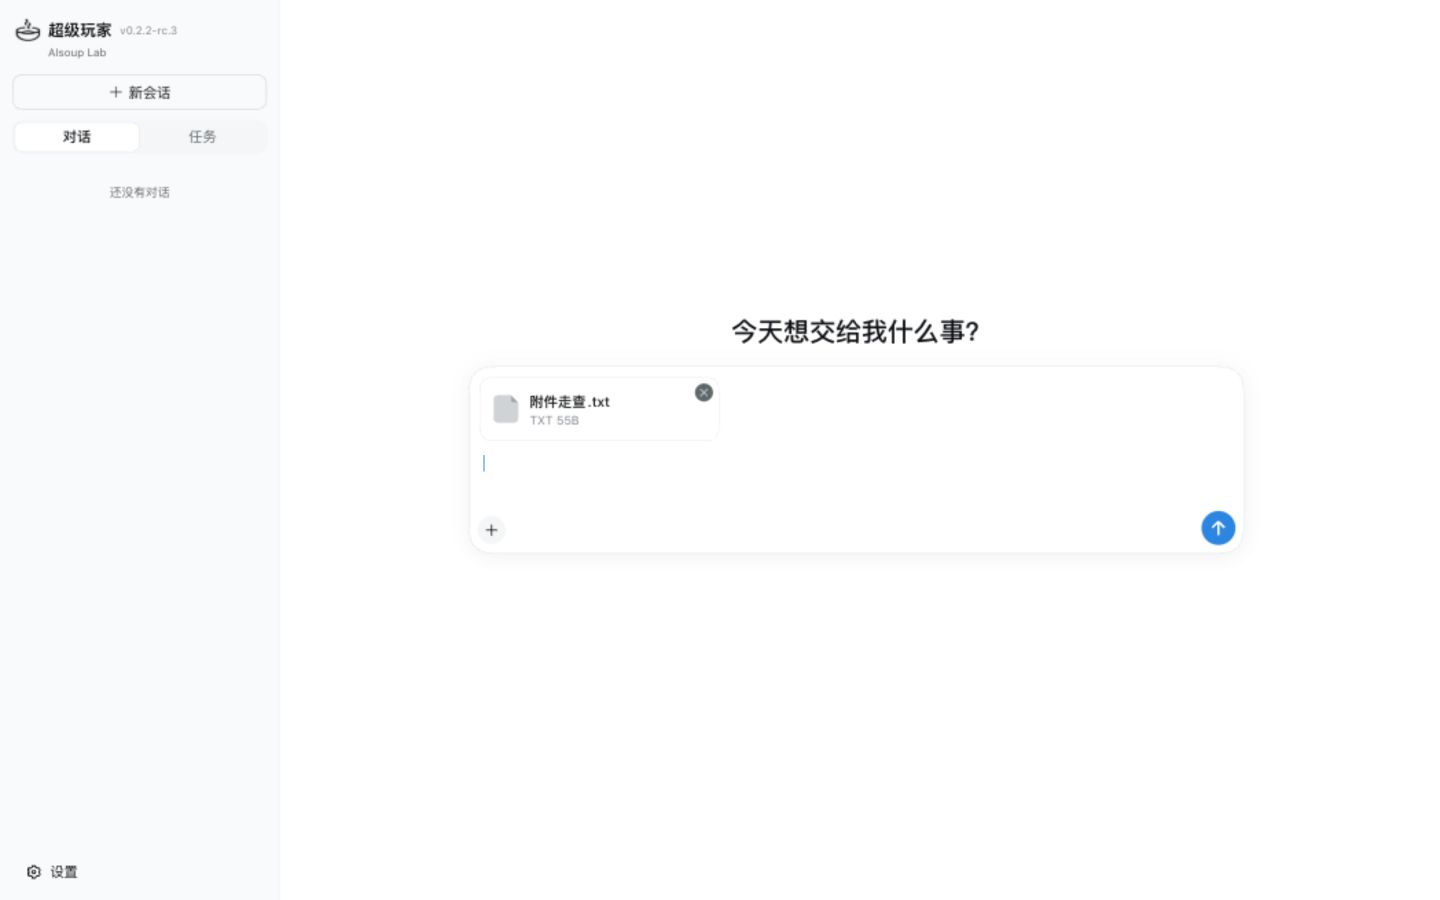 超级玩家 v0.2.2-rc.3
AIsoup Lab
新会话
对话 任务
还没有对话
今天想交给我什么事?
附件走查.txt
TXT 55B
设置